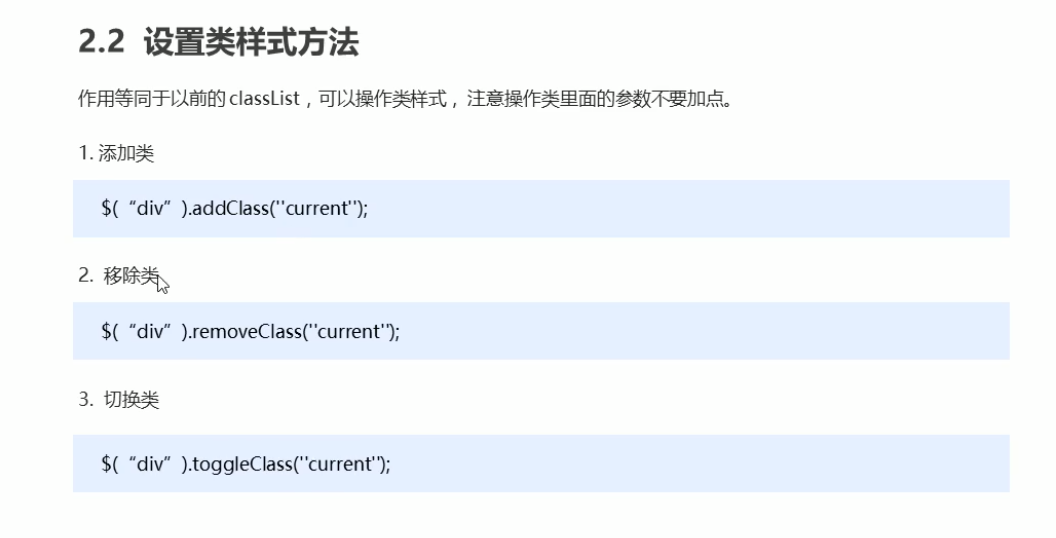 2.2 设置类样式方法
作用等同于以前的 classList，可以操作类样式， 注意操作类里面的参数不要加点。
1. 添加类
$(“div”).addClass(''current'');
2. 移除类
$(“div”).removeClass(''current'');
3. 切换类
$(“div”).toggleClass(''current'');